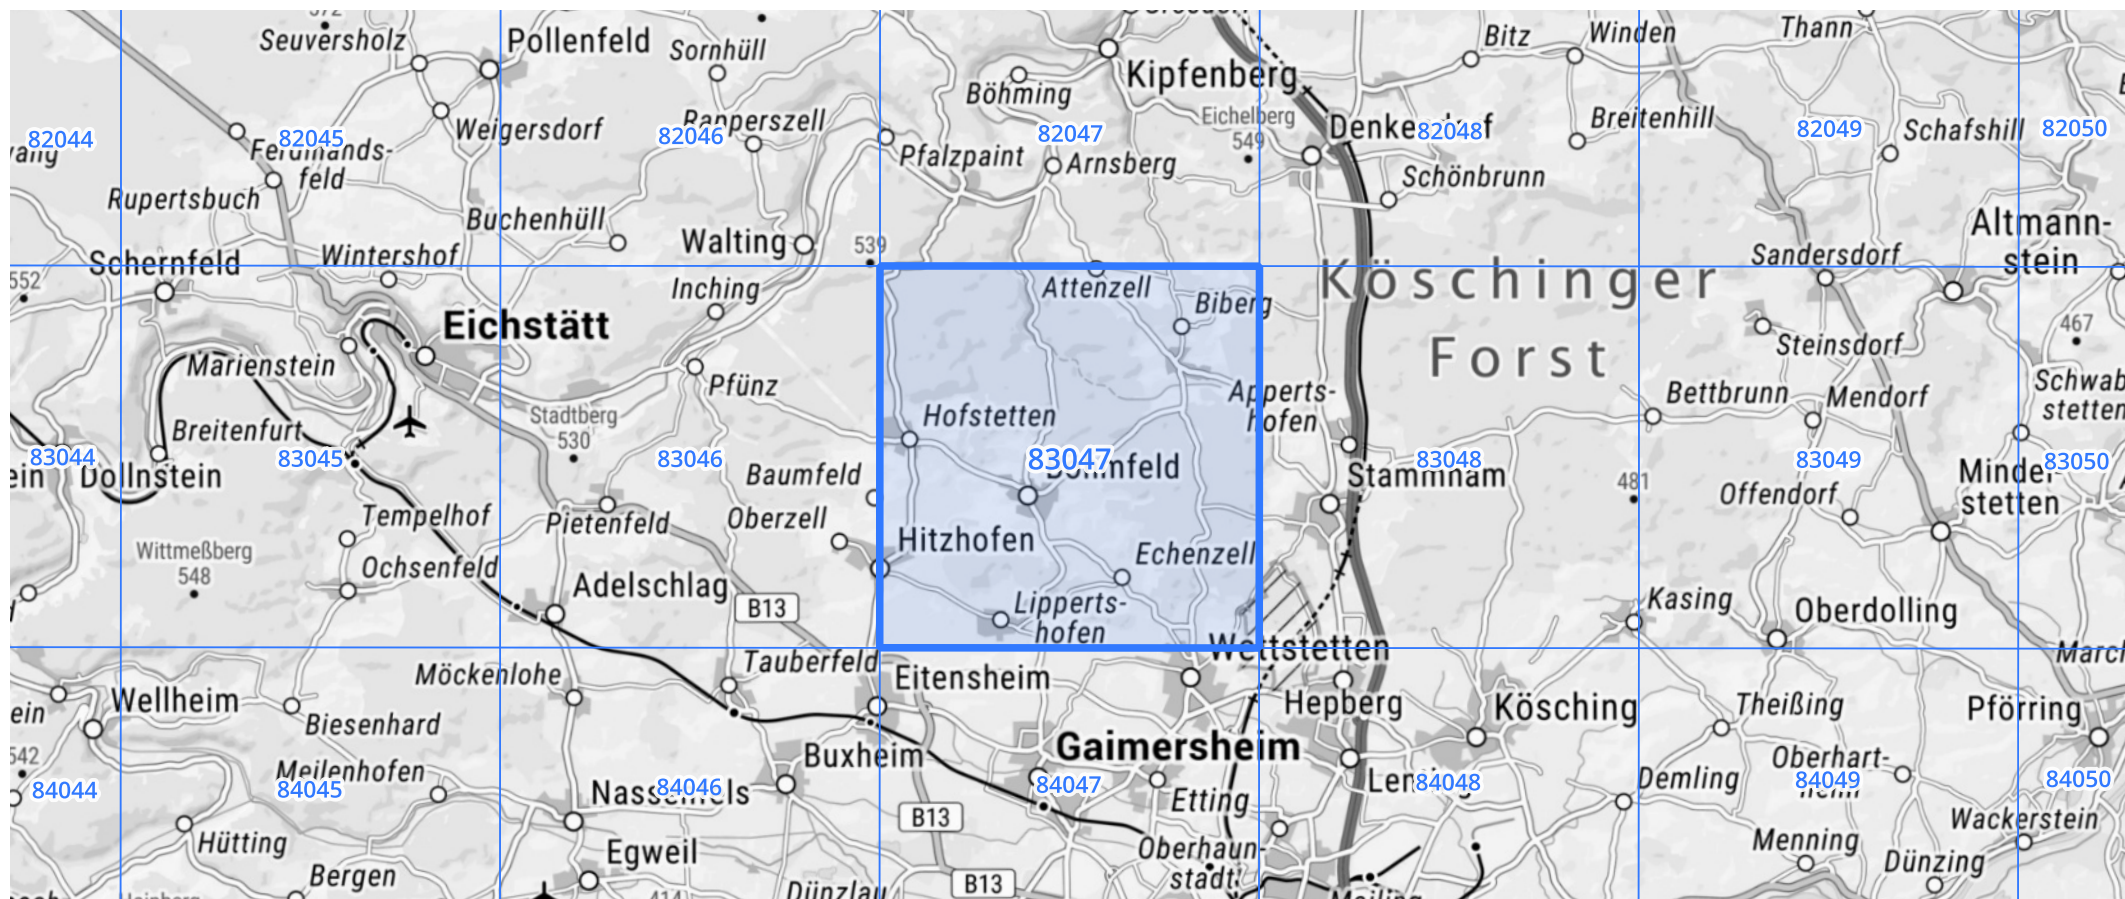 Seuversholz
Pollenfeld
Sornhüll
Böhming
Kipfenberg
Bitz
Winden
Thann
82044
82045
82046
82047
82048
82049
82050
Weigersdorf
Rapperszell
Eichelberg
549
Breitenhill
Schafshill
feld
Rupertsbuch
Pfalzpaint
Arnsberg
Schönbrunn
Buchenhüll
Walting
539
Altmann-
stein
Schernfeld
Wintershof
Sandersdorf
552
Inching
Attenzell
Biberg
Köschinger
Forst
467
Eichstätt
Steinsdorf
Marienstein
Pfünz
Apperts-
hofen
Bettbrunn
Mendorf
Schwab
stetten
Stadtberg
530
Hofstetten
Breitenfurt
83044
83045
83046
83047
83048
83049
83050
Dollnstein
Baumfeld
Stammham
481
Offendorf
stetten
Tempelhof
Pietenfeld
Oberzell
Hitzhofen
Echenzell
Wittmeßberg
548
Ochsenfeld
Adelschlag
B13
Lipperts-
hofen
Kasing
Oberdolling
Wettstetten
Möckenlohe
Tauberfeld
Eitensheim
Hepberg
Kösching
Theißing
Pförring
Wellheim
ein
Biesenhard
542
Buxheim
Gaimersheim
Oberhart-
Demling
Meilenhofen
84044
84045
84046
84047
84048
84049
84050
Etting
B13
Hütting
Egweil
Oberhaun-
stadt
Menning
Wackerstein
Dünzing
Bergen
B13